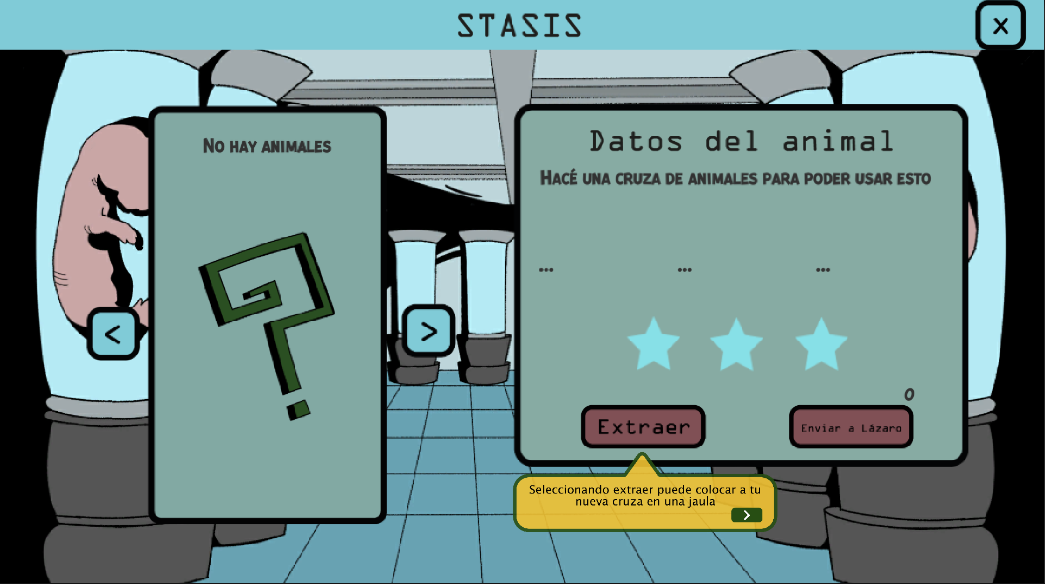 STASIS
X
No hay animales
Datos del animal
Hacé una cruza de animales para poder usar esto
... ... ...
<
>
0
Extraer
Enviar a Lázaro
Seleccionando extraer puede colocar a tu
nueva cruza en una jaula
>